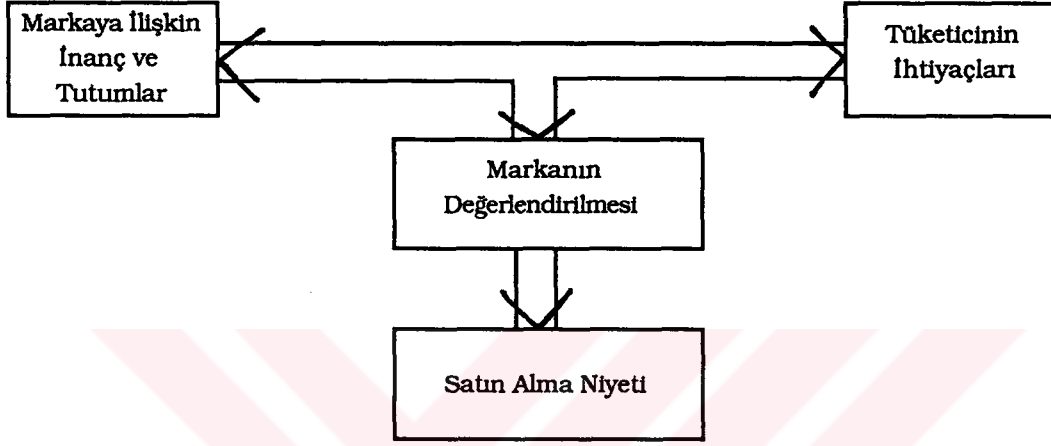 Markaya İlişkin
İnanç ve
Tutumlar
Tüketicinin
İhtiyaçları
Markanın
Değerlendirilmesi
Satın Alma Niyeti